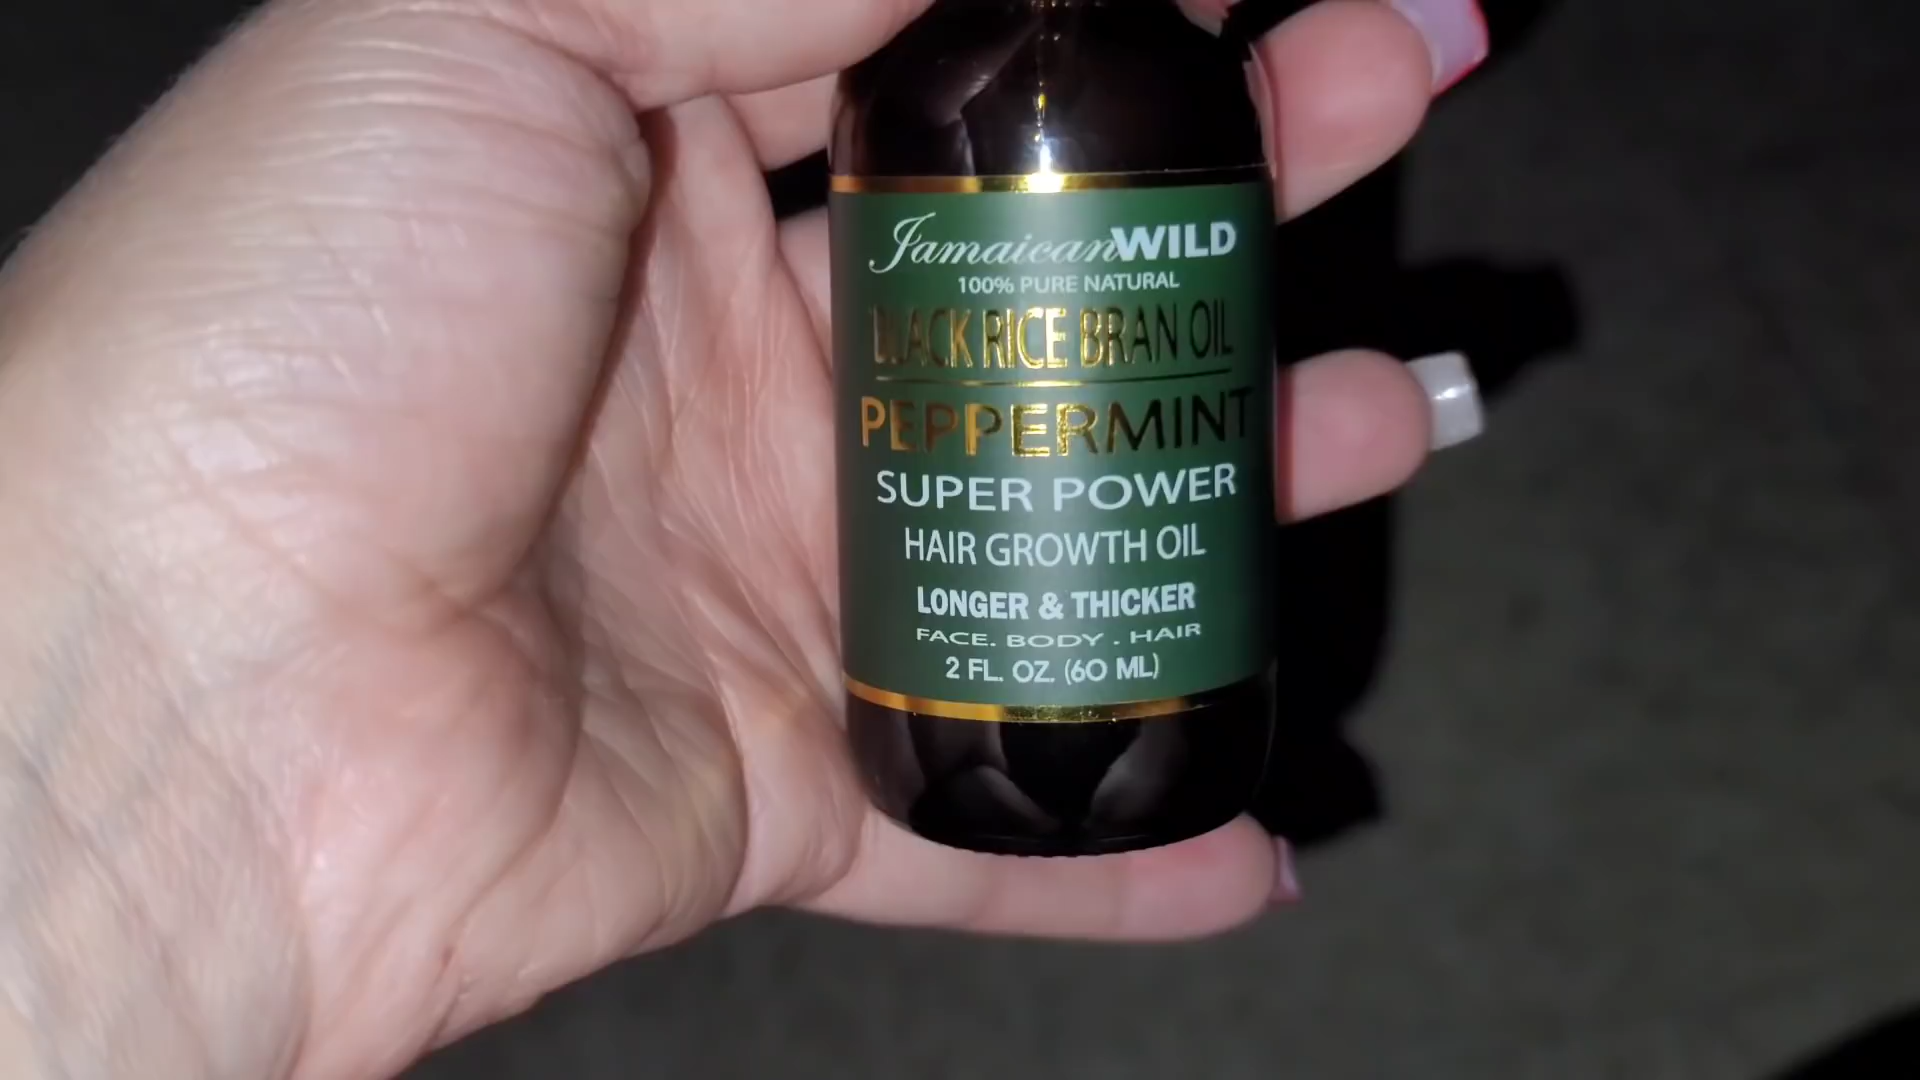 JamaicanWILD
100% PURE NATURAL
BLACK RICE BRAN OIL
PEPPERMINT
SUPER POWER
HAIR GROWTH OIL
LONGER & THICKER
FACE. BODY . HAIR
2 FL. OZ. (60 ML)